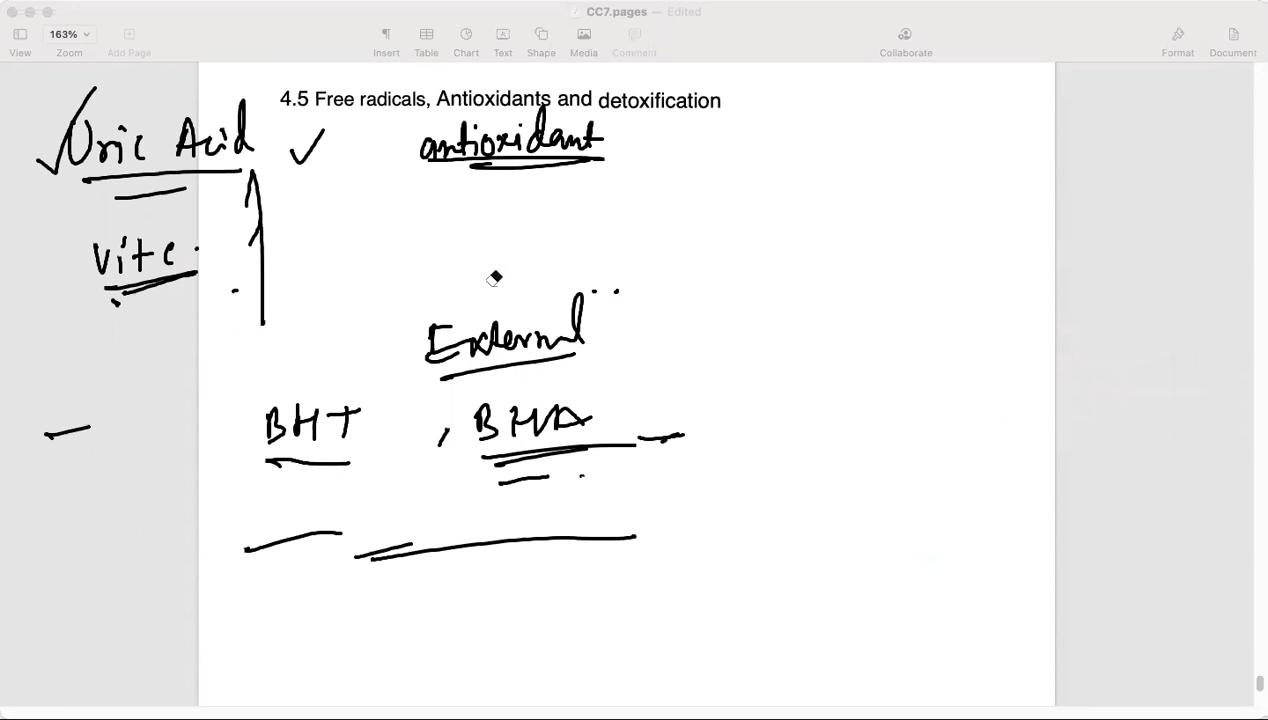 CC7.pages — Edited
163%
View Zoom Add Page Insert Table Chart Text Shape Media Comment Collaborate Format Document
4.5 Free radicals, Antioxidants and detoxification
Uric Acid antioxidant
vit c
External
BHT , BHA